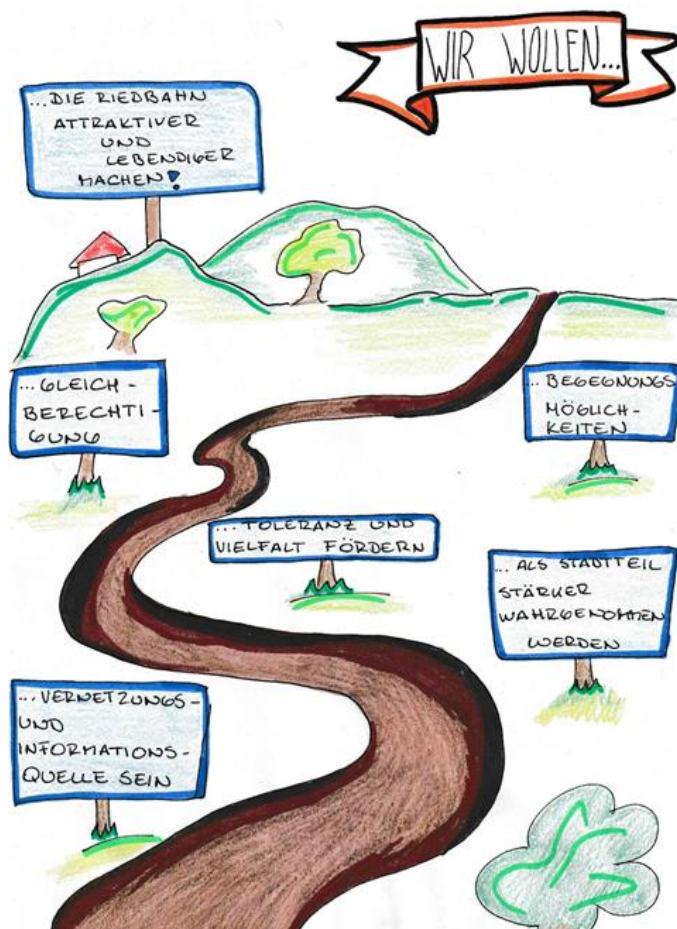 WIR WOLLEN...
...DIE RIEDBAHN
ATTRAKTIVER
UND
LEBENDIGER
MACHEN!
...GLEICH-
BERECHTI-
GUNG
...BEGEGNUNGS
MÖGLICH-
KEITEN
...TOLERANZ UND
VIELFALT FÖRDERN
...ALS STADTTEIL
STÄRKER
WAHRGENOMMEN
WERDEN
...VERNETZUNGS-
UND
INFORMATIONS-
QUELLE SEIN